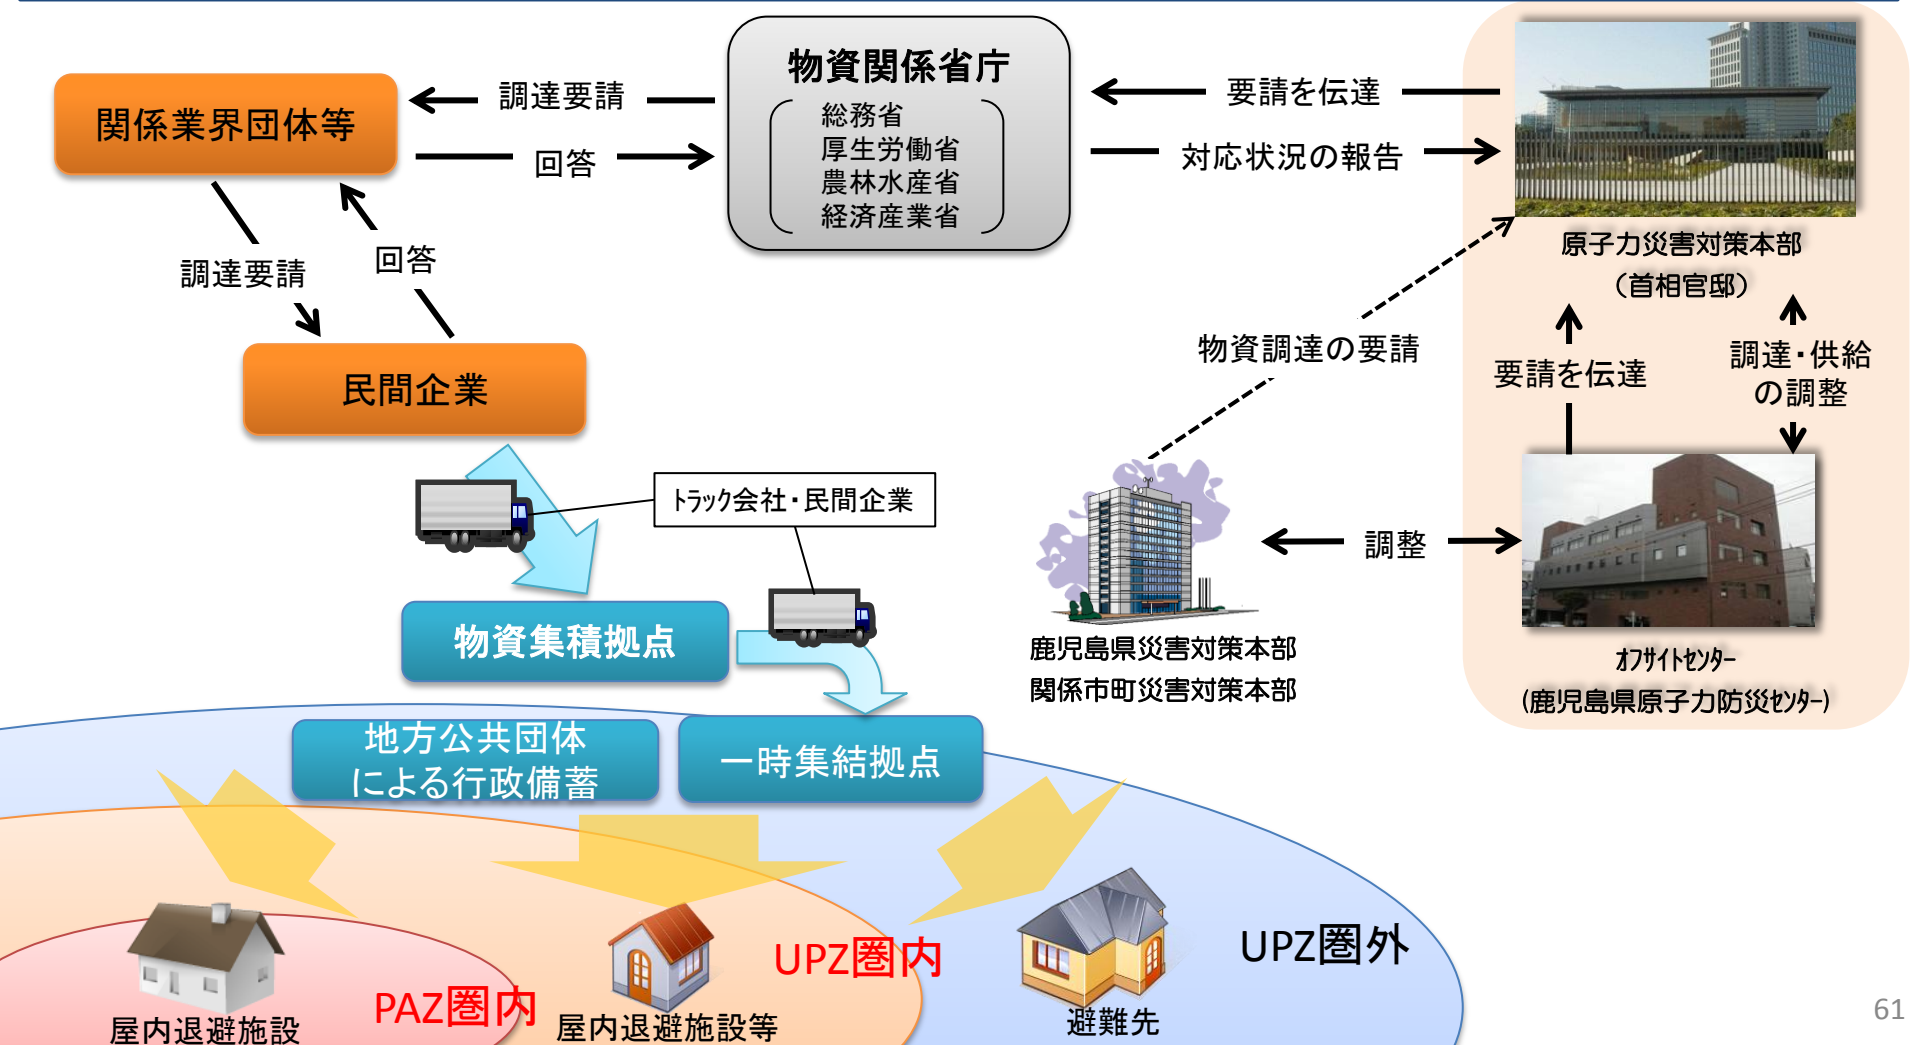 物資関係省庁
総務省
厚生労働省
農林水産省
経済産業省
関係業界団体等
調達要請
回答
要請を伝達
対応状況の報告
原子力災害対策本部
（首相官邸）
調達要請
回答
民間企業
物資調達の要請
要請を伝達
調達・供給
の調整
トラック会社・民間企業
調整
物資集積拠点
鹿児島県災害対策本部
関係市町災害対策本部
オフサイトセンター
(鹿児島県原子力防災センター)
地方公共団体
による行政備蓄
一時集結拠点
UPZ圏外
UPZ圏内
PAZ圏内
屋内退避施設
屋内退避施設等
避難先
61